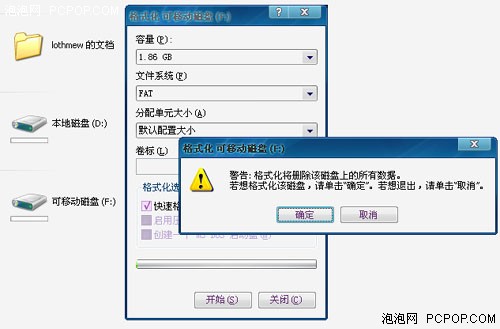 泡泡网 PCPOP.COM
lothmew 的文档
本地磁盘 (D:)
可移动磁盘 (F:)
格式化 可移动磁盘 (F:)
容量(P):
1.86 GB
文件系统(F)
FAT
分配单元大小(A)
默认配置大小
卷标(L)
格式化选
快速格
启用压
创建一个 MS-DOS 启动盘(M)
开始(S)
关闭(C)
格式化 可移动磁盘 (F:)
警告: 格式化将删除该磁盘上的所有数据。
若想格式化该磁盘，请单击“确定”。若想退出，请单击“取消”。
确定
取消
泡泡网 PCPOP.COM